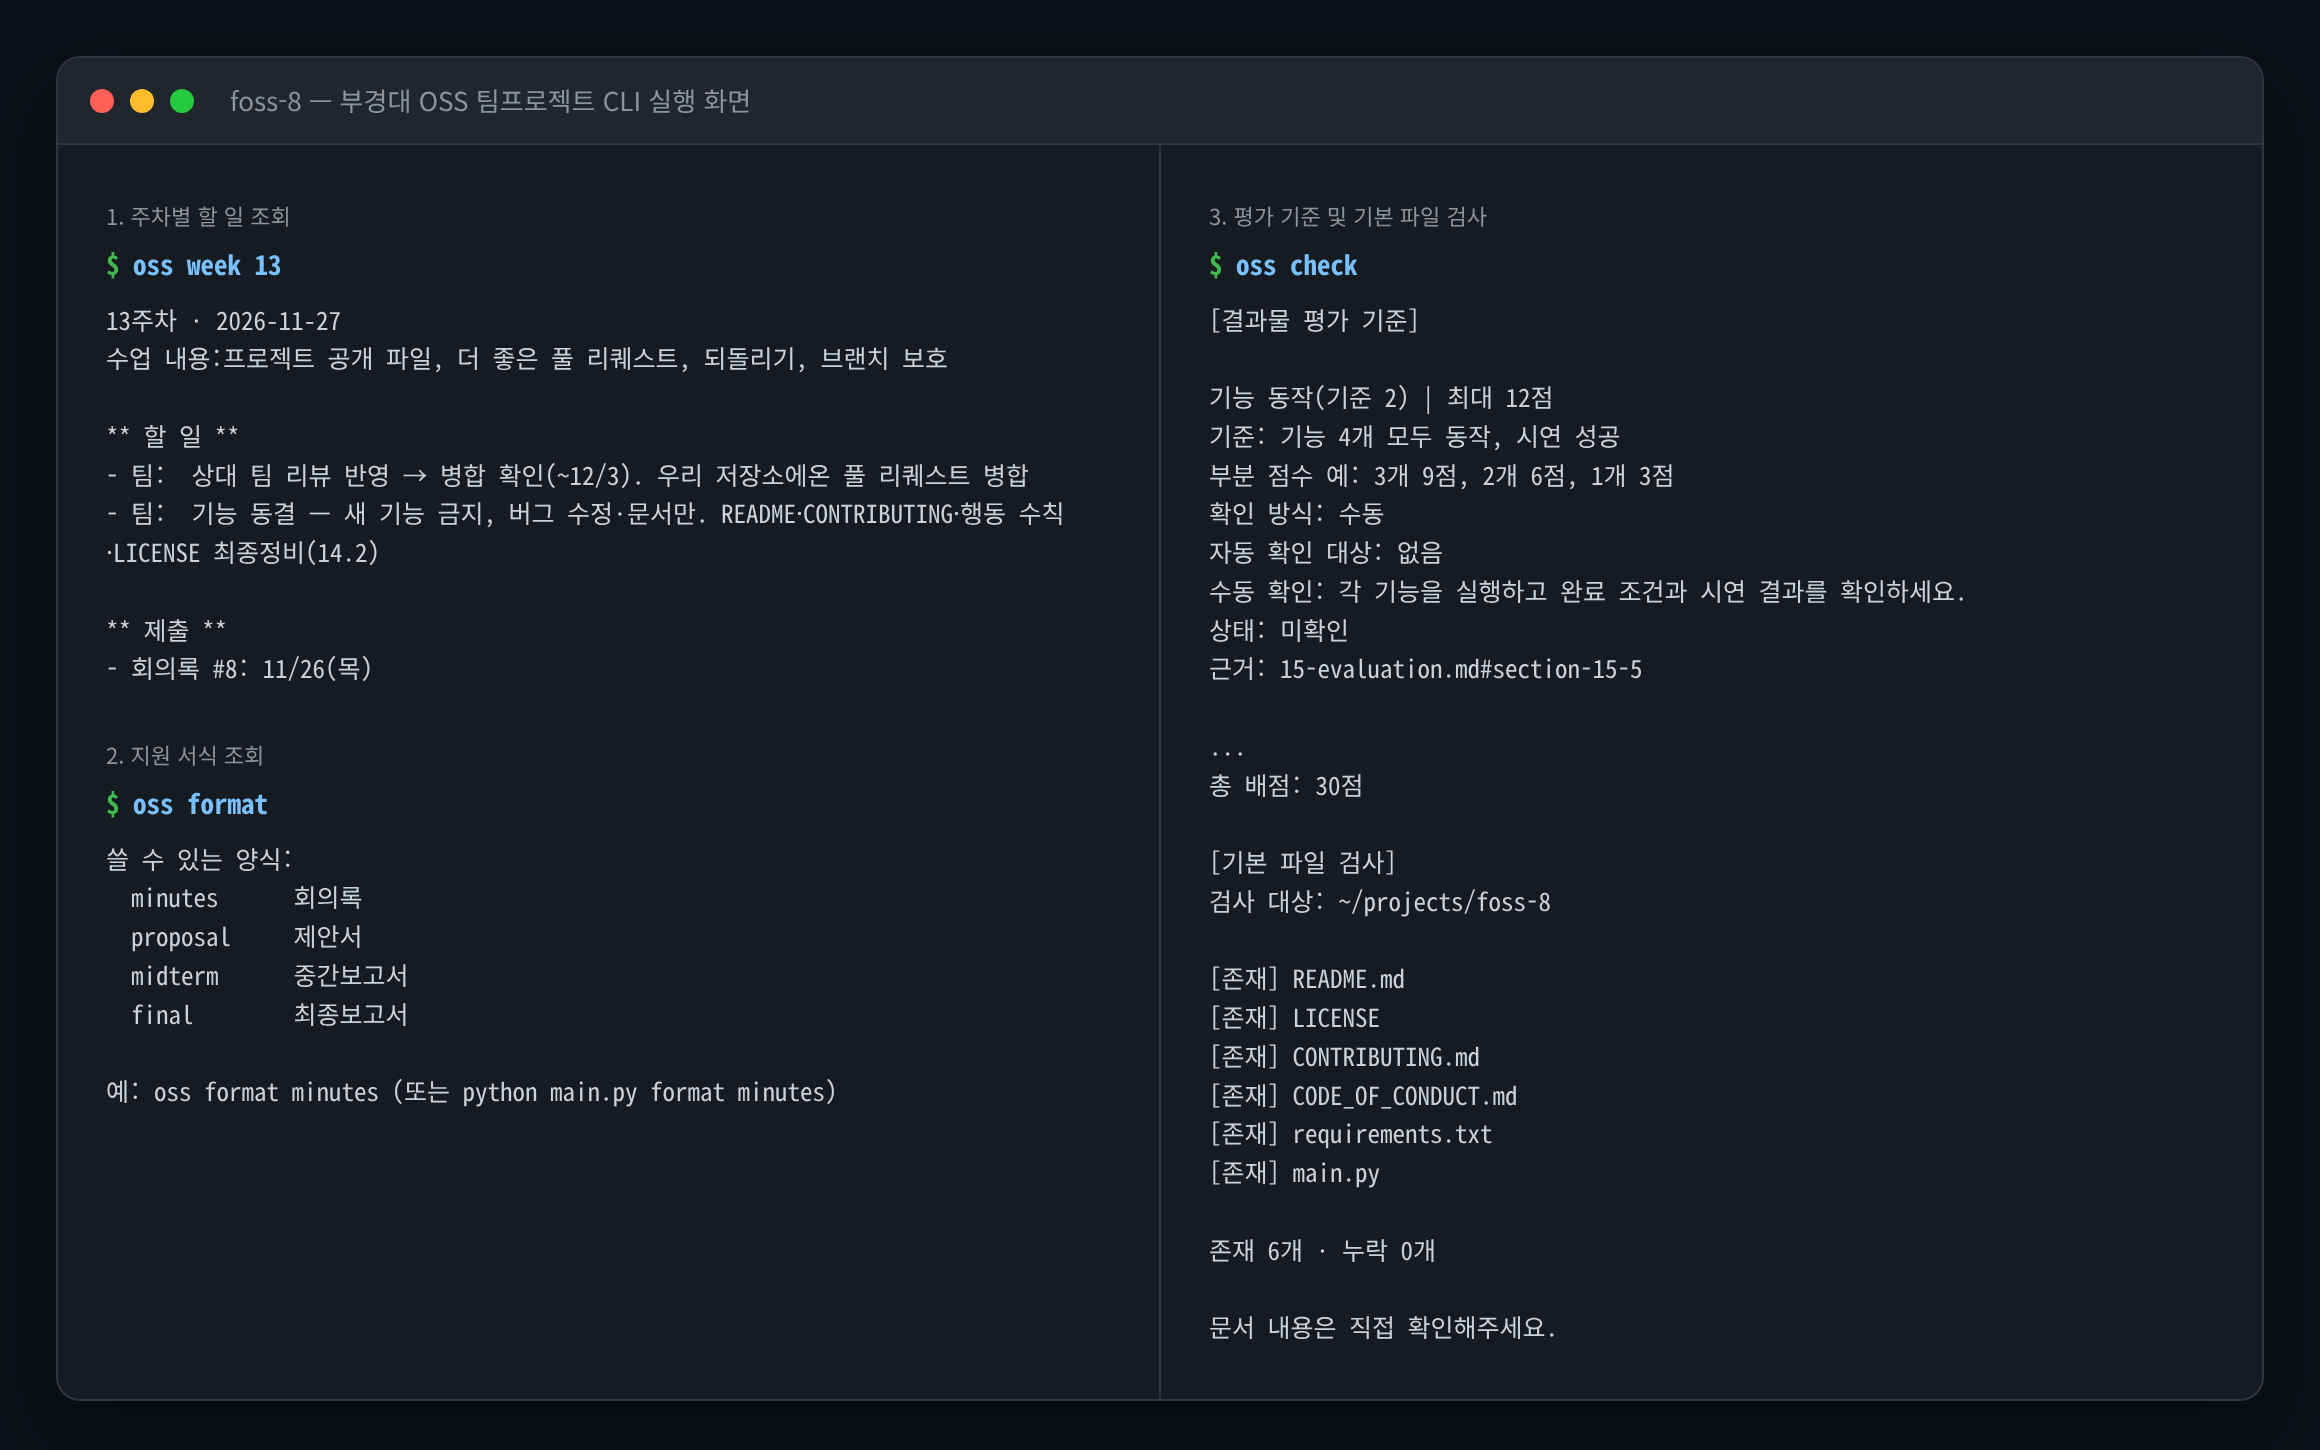 foss-8 — 부경대 OSS 팀프로젝트 CLI 실행 화면
1. 주차별 할 일 조회
$ oss week 13
13주차 · 2026-11-27
수업 내용:프로젝트 공개 파일, 더 좋은 풀 리퀘스트, 되돌리기, 브랜치 보호
** 할 일 **
- 팀:  상대 팀 리뷰 반영 → 병합 확인(~12/3). 우리 저장소에온 풀 리퀘스트 병합
- 팀:  기능 동결 — 새 기능 금지, 버그 수정·문서만. README·CONTRIBUTING·행동 수칙
·LICENSE 최종정비(14.2)
** 제출 **
- 회의록 #8: 11/26(목)
2. 지원 서식 조회
$ oss format
쓸 수 있는 양식:
minutes 회의록
proposal 제안서
midterm 중간보고서
final 최종보고서
예: oss format minutes (또는 python main.py format minutes)
3. 평가 기준 및 기본 파일 검사
$ oss check
[결과물 평가 기준]
기능 동작(기준 2) | 최대 12점
기준: 기능 4개 모두 동작, 시연 성공
부분 점수 예: 3개 9점, 2개 6점, 1개 3점
확인 방식: 수동
자동 확인 대상: 없음
수동 확인: 각 기능을 실행하고 완료 조건과 시연 결과를 확인하세요.
상태: 미확인
근거: 15-evaluation.md#section-15-5
...
총 배점: 30점
[기본 파일 검사]
검사 대상: ~/projects/foss-8
[존재] README.md
[존재] LICENSE
[존재] CONTRIBUTING.md
[존재] CODE_OF_CONDUCT.md
[존재] requirements.txt
[존재] main.py
존재 6개 · 누락 0개
문서 내용은 직접 확인해주세요.